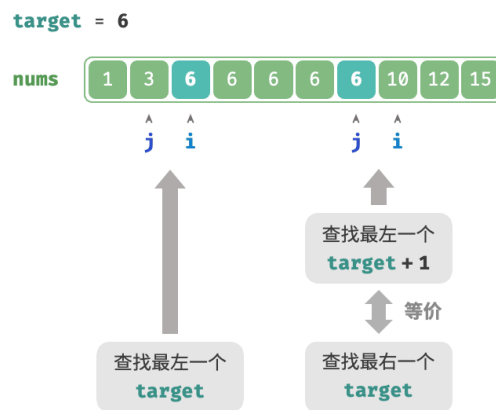 target = 6
nums 1 3 6 6 6 6 6 10 12 15
j i j i
查找最左一个
target + 1
等价
查找最左一个
target
查找最右一个
target